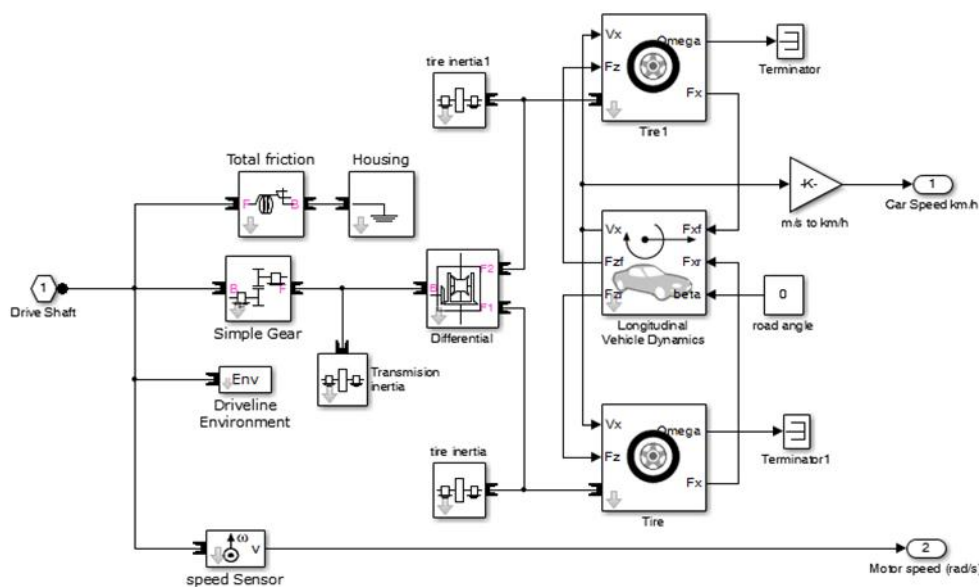 Vx
Omega
Fz
Fx
Tire1
Terminator
tire inertia1
Total friction
Housing
F
B
-K-
m/s to km/h
1
Car Speed km/h
Vx
Fxf
Fzf
Fxr
Fzr
beta
Longitudinal
Vehicle Dynamics
0
road angle
1
Drive Shaft
B
F
Simple Gear
B
F2
F1
Differential
Transmision
inertia
Env
Driveline
Environment
tire inertia
Vx
Omega
Fz
Fx
Tire
Terminator1
ω
V
speed Sensor
2
Motor speed (rad/s